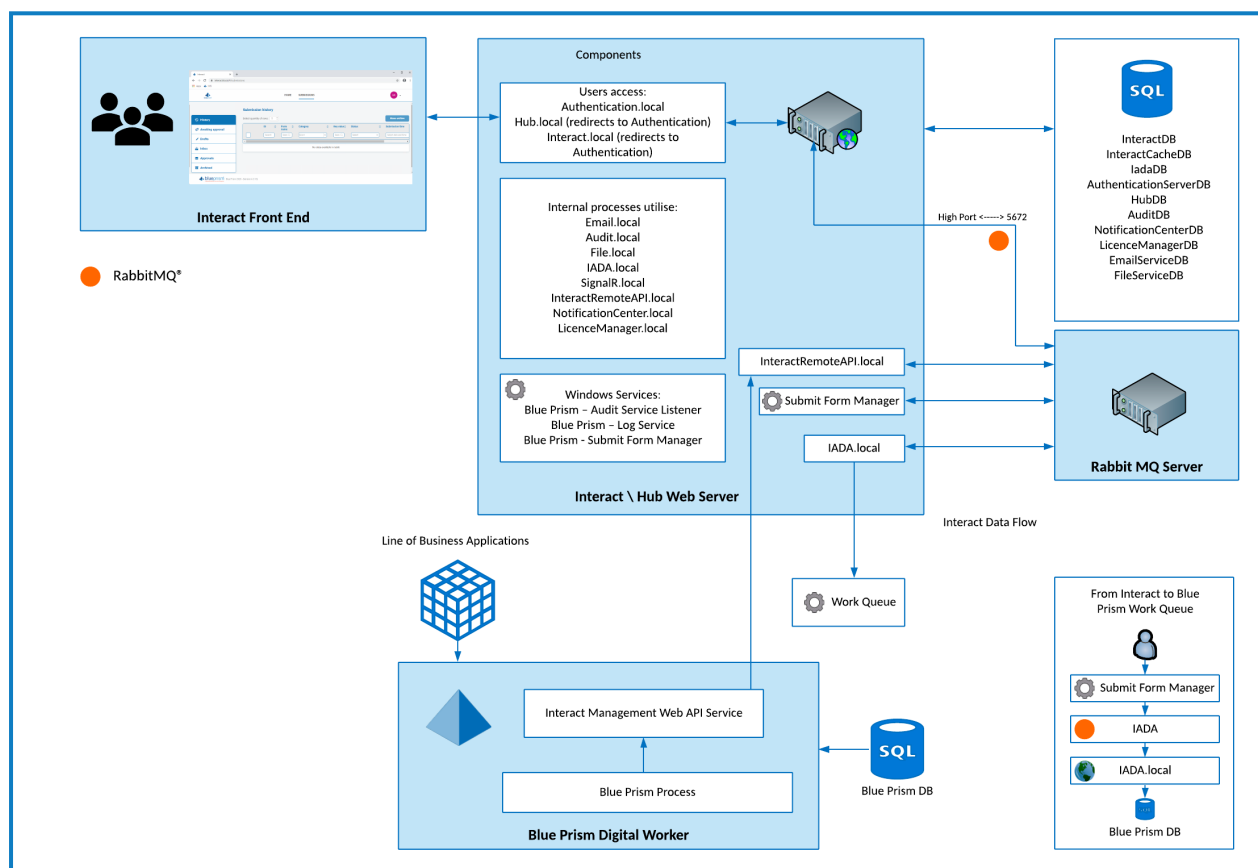 Components
Users access:
Authentication.local
Hub.local (redirects to Authentication)
Interact.local (redirects to
Authentication)
Submission history
History
Interact Front End
RabbitMQ®
Internal processes utilise:
Email.local
Audit.local
File.local
IADA.local
SignalR.local
InteractRemoteAPI.local
NotificationCenter.local
LicenceManager.local
Windows Services:
Blue Prism – Audit Service Listener
Blue Prism – Log Service
Blue Prism - Submit Form Manager
High Port <-----> 5672
InteractRemoteAPI.local
Submit Form Manager
IADA.local
Interact \ Hub Web Server
SQL
InteractDB
InteractCacheDB
IadaDB
AuthenticationServerDB
HubDB
AuditDB
NotificationCenterDB
LicenceManagerDB
EmailServiceDB
FileServiceDB
Rabbit MQ Server
Interact Data Flow
Line of Business Applications
Work Queue
Interact Management Web API Service
Blue Prism Process
Blue Prism Digital Worker
SQL
Blue Prism DB
From Interact to Blue
Prism Work Queue
Submit Form Manager
IADA
IADA.local
Blue Prism DB